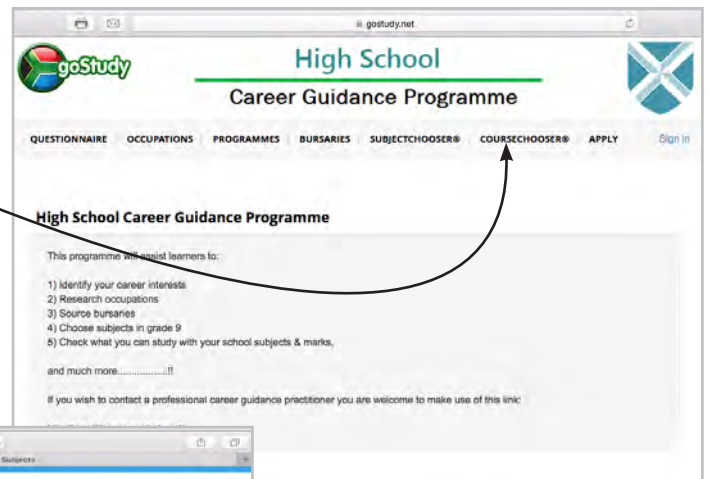 gostudy.net
goStudy
High School
Career Guidance Programme
QUESTIONNAIRE OCCUPATIONS PROGRAMMES BURSARIES SUBJECTCHOOSER® COURSECHOOSER® APPLY Sign in
High School Career Guidance Programme
This programme will assist learners to:
1) Identify your career interests
2) Research occupations
3) Source bursaries
4) Choose subjects in grade 9
5) Check what you can study with your school subjects & marks,
and much more..................!!
If you wish to contact a professional career guidance practitioner you are welcome to make use of this link:
Subjects